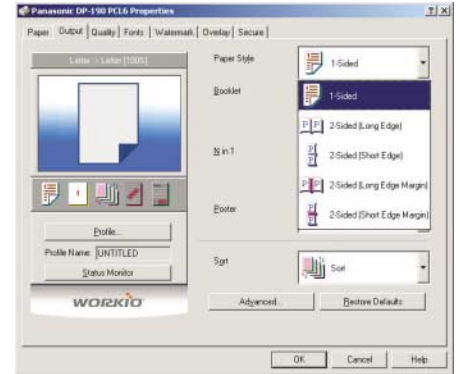 Panasonic DP-190 PCL6 Properties
Paper Output Quality Fonts Watermark Overlay Secure
Letter > Letter [100%]
Paper Style
1-Sided
Booklet
1-Sided
2-Sided (Long Edge)
N in 1
2-Sided (Short Edge)
2-Sided (Long Edge Margin)
Poster
2-Sided (Short Edge Margin)
Profile...
Profile Name: UNTITLED
Status Monitor
Sort
Sort
WORKiO
Advanced...
Restore Defaults
OK Cancel Help